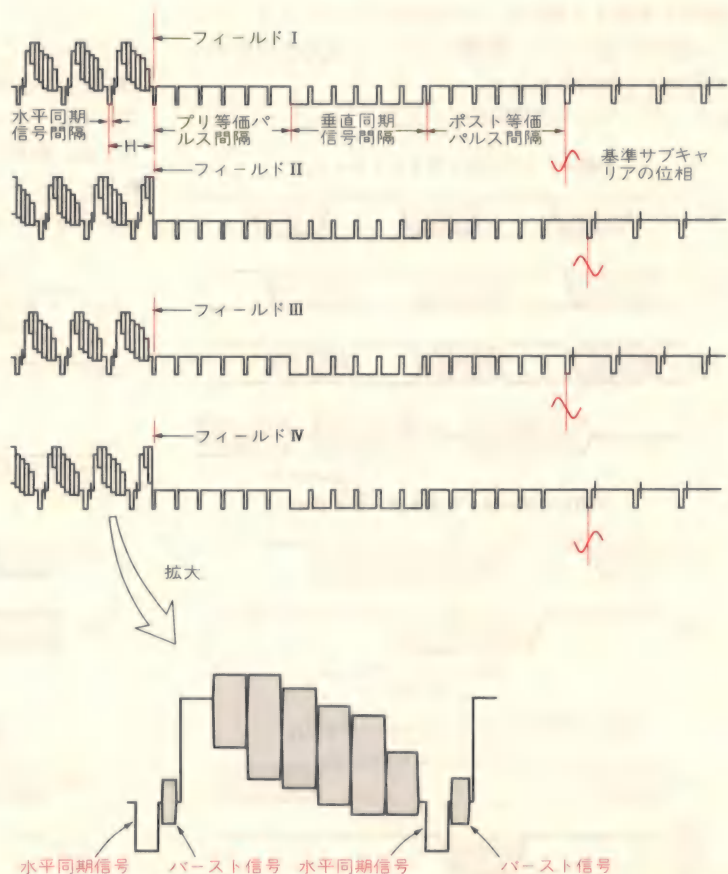 フィールドI
水平同期
信号間隔
H
プリ等価パ
ルス間隔
垂直同期
信号間隔
ポスト等価
パルス間隔
基準サブキャ
リアの位相
フィールドII
フィールドIII
フィールドIV
拡大
水平同期信号
バースト信号
水平同期信号
バースト信号